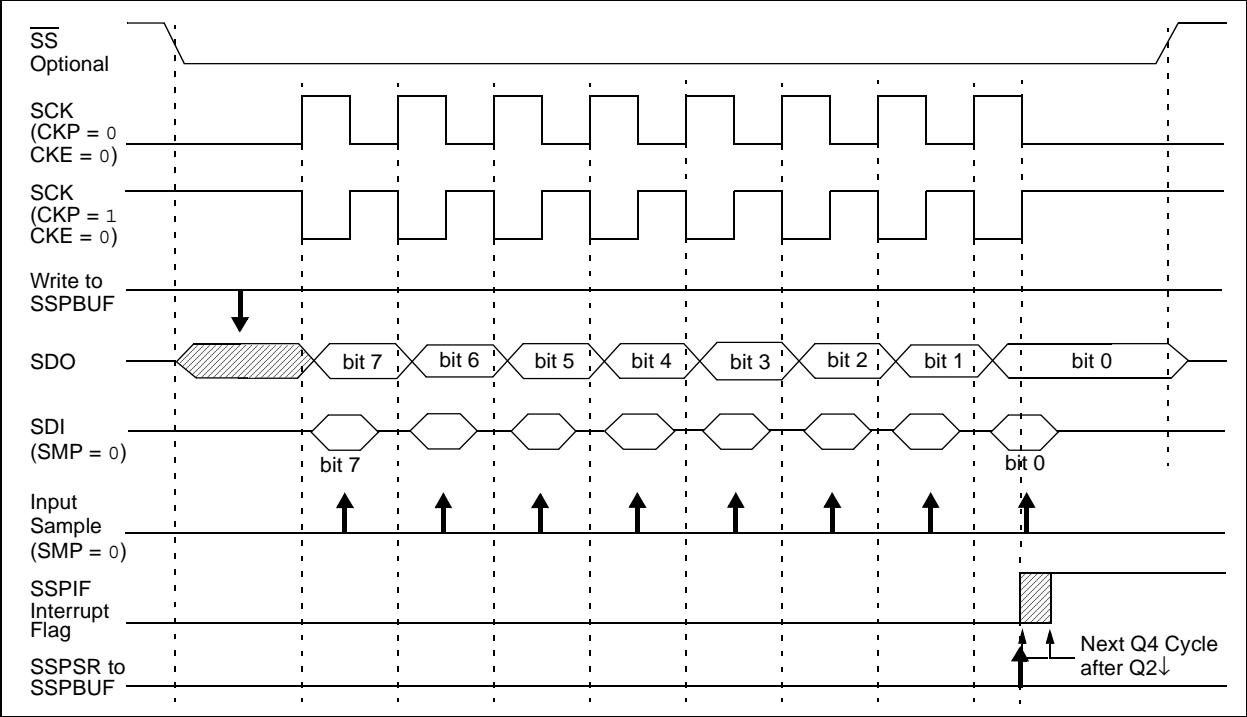 SS
Optional
SCK
(CKP = 0
CKE = 0)
SCK
(CKP = 1
CKE = 0)
Write to
SSPBUF
SDO
bit 7
bit 6
bit 5
bit 4
bit 3
bit 2
bit 1
bit 0
SDI
(SMP = 0)
bit 7
bit 0
Input
Sample
(SMP = 0)
SSPIF
Interrupt
Flag
Next Q4 Cycle
after Q2↓
SSPSR to
SSPBUF